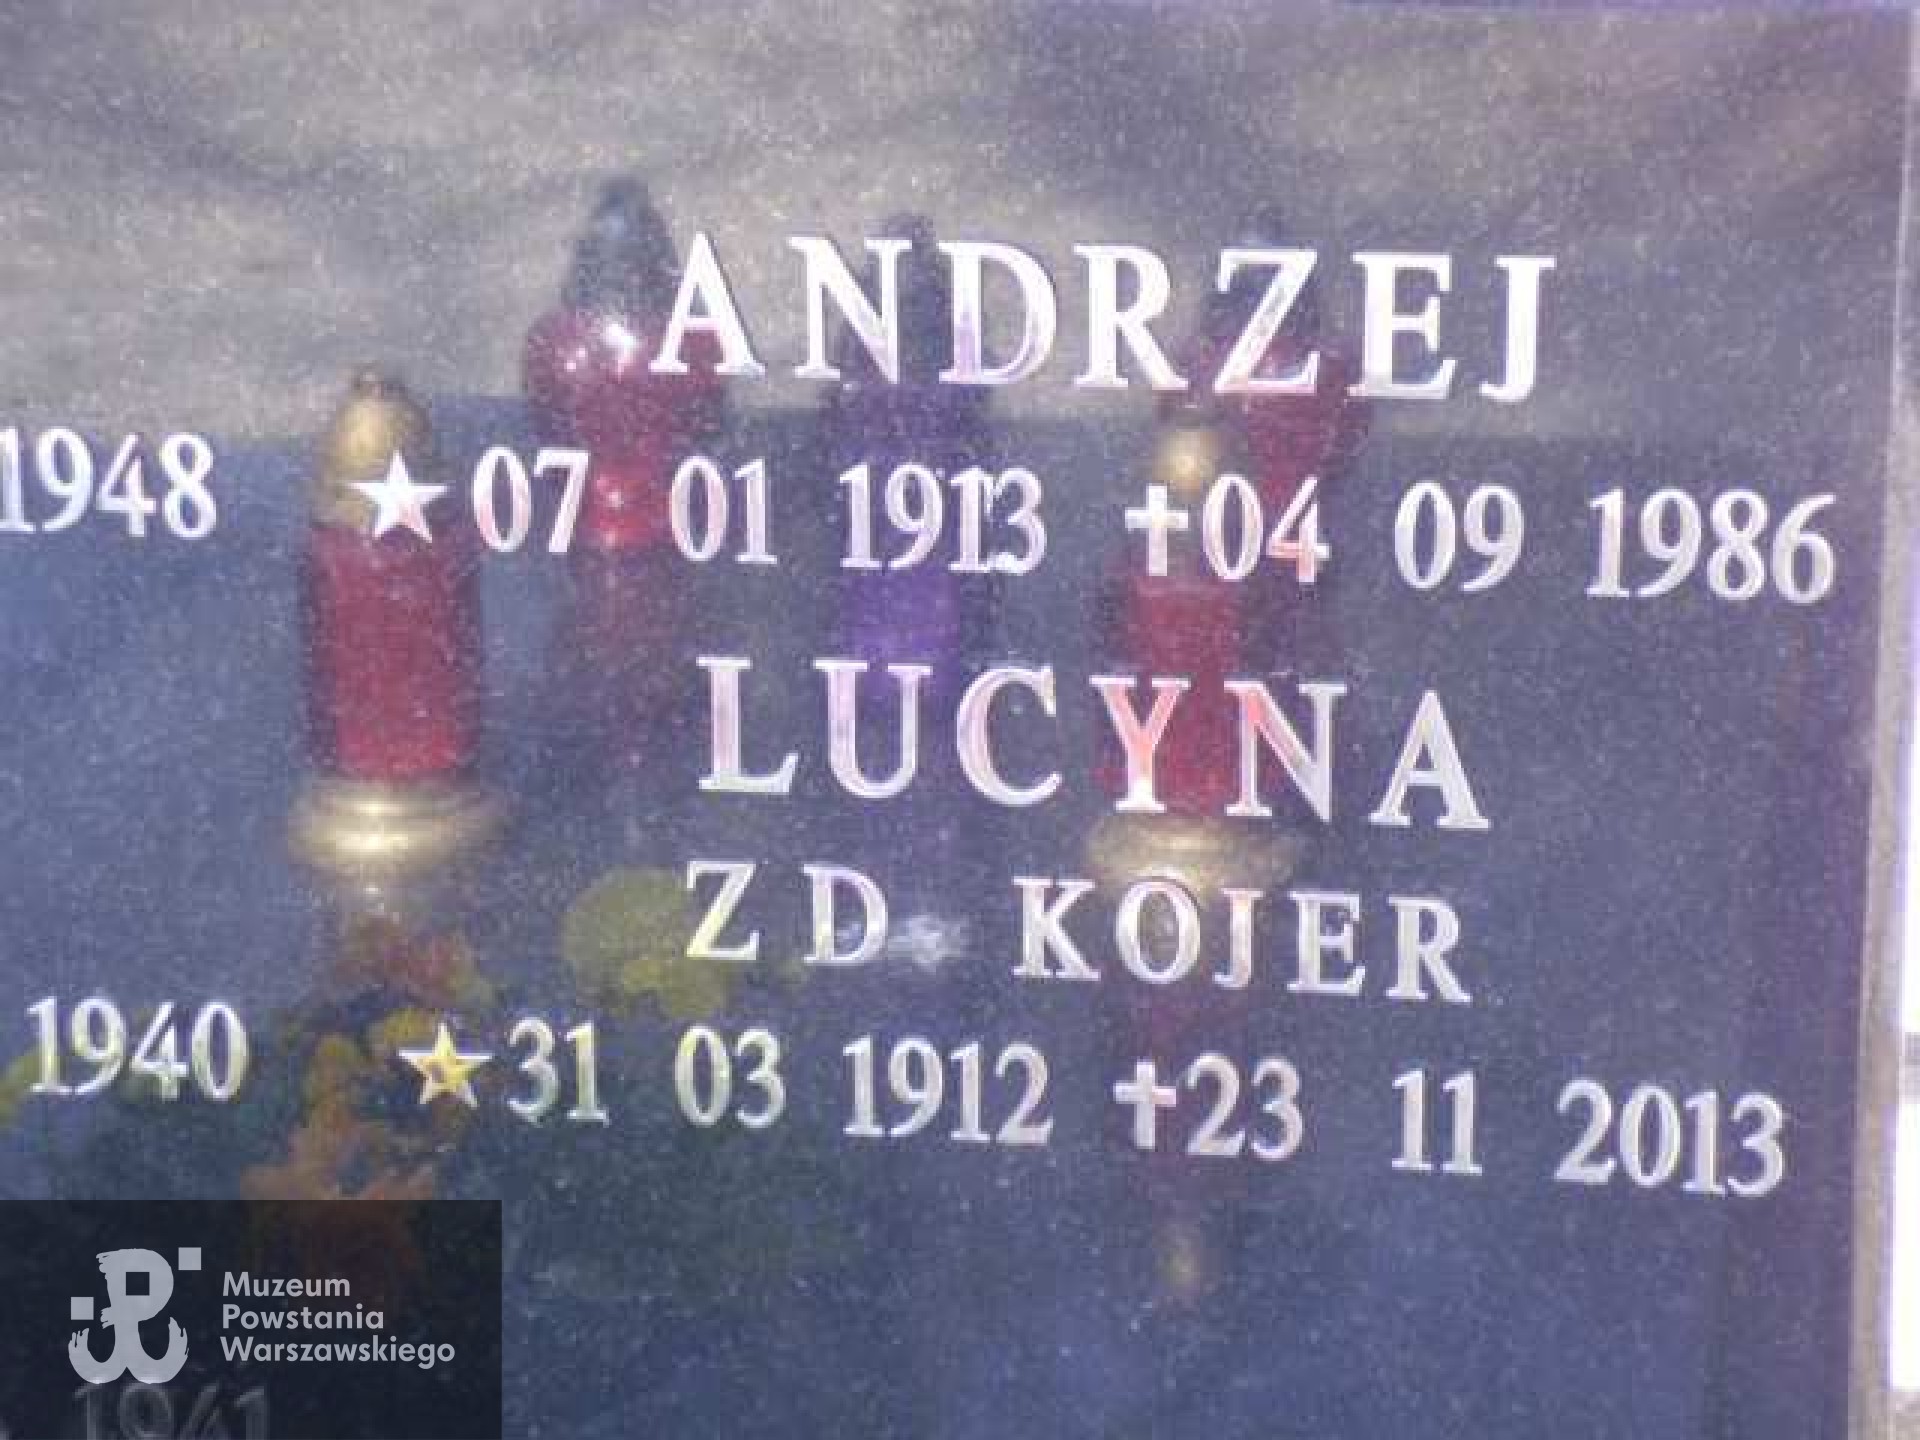 ANDRZEJ
1948 ★07 01 1913 ✝04 09 1986
LUCYNA
ZD KOJER
1940 ★31 03 1912 ✝23 11 2013
1941
Muzeum
Powstania
Warszawskiego